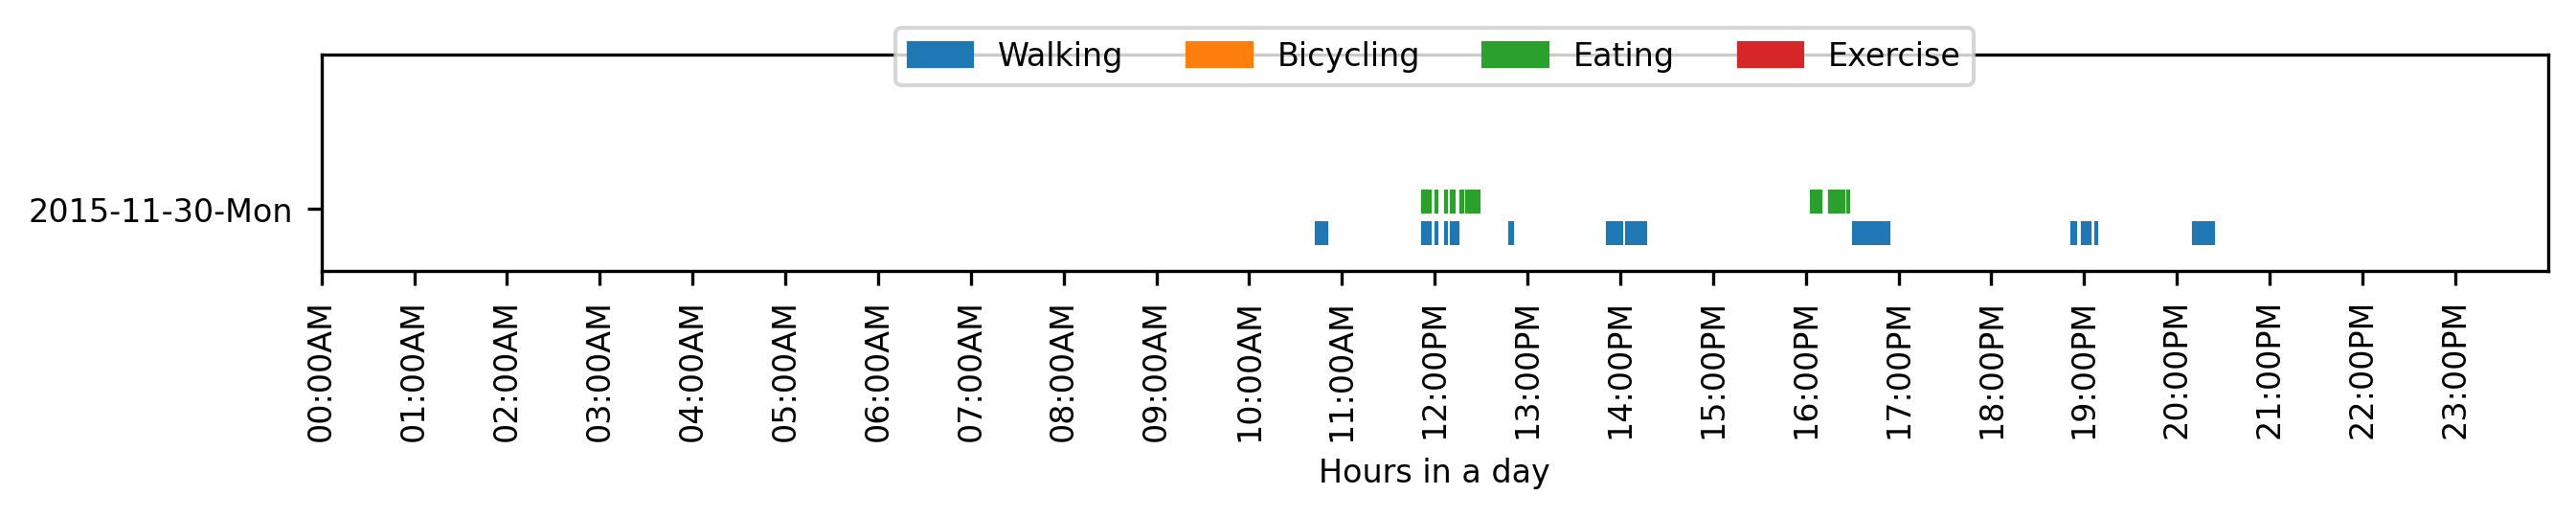 Walking Bicycling Eating Exercise
2015-11-30-Mon
00:00AM
01:00AM
02:00AM
03:00AM
04:00AM
05:00AM
06:00AM
07:00AM
08:00AM
09:00AM
10:00AM
11:00AM
12:00PM
13:00PM
14:00PM
15:00PM
16:00PM
17:00PM
18:00PM
19:00PM
20:00PM
21:00PM
22:00PM
23:00PM
Hours in a day